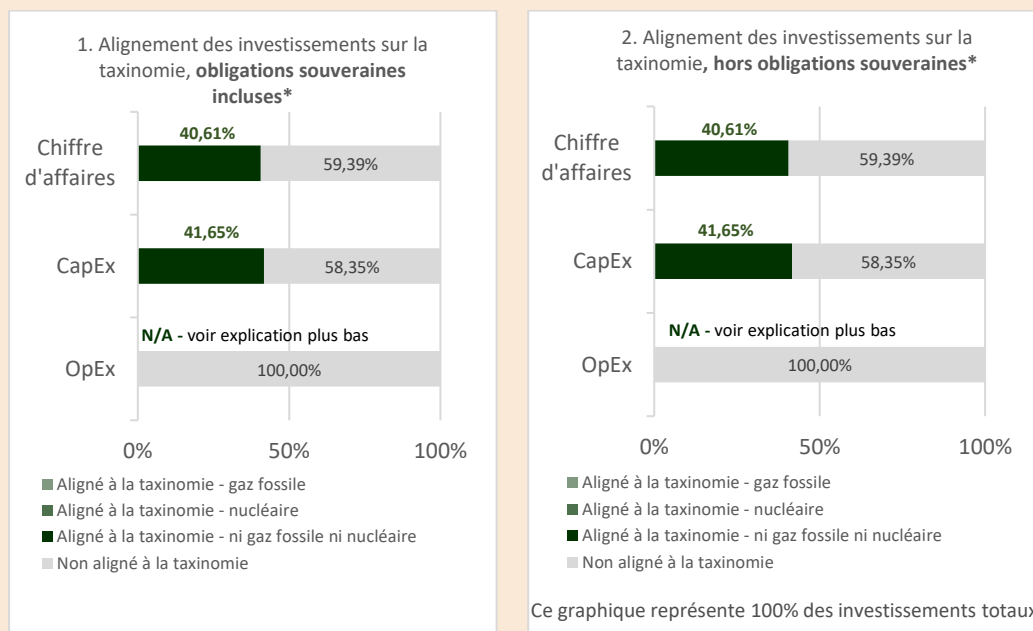 1. Alignement des investissements sur la
taxinomie, obligations souveraines
incluses*
40,61%
Chiffre
d'affaires
59,39%
41,65%
CapEx
58,35%
N/A - voir explication plus bas
OpEx
100,00%
0%
50%
100%
Aligné à la taxinomie - gaz fossile
Aligné à la taxinomie - nucléaire
Aligné à la taxinomie - ni gaz fossile ni nucléaire
Non aligné à la taxinomie
2. Alignement des investissements sur la
taxinomie, hors obligations souveraines*
40,61%
Chiffre
d'affaires
59,39%
41,65%
CapEx
58,35%
N/A - voir explication plus bas
OpEx
100,00%
0%
50%
100%
Aligné à la taxinomie - gaz fossile
Aligné à la taxinomie - nucléaire
Aligné à la taxinomie - ni gaz fossile ni nucléaire
Non aligné à la taxinomie
Ce graphique représente 100% des investissements totaux